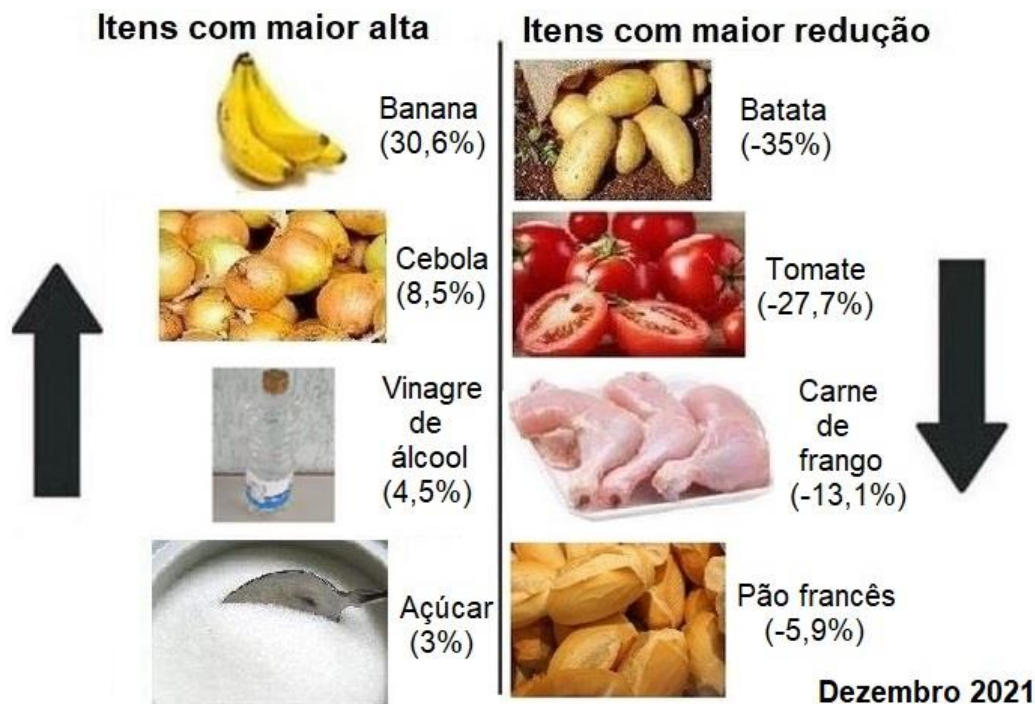 Itens com maior alta
Banana
(30,6%)
Cebola
(8,5%)
Vinagre
de
álcool
(4,5%)
Açúcar
(3%)
Itens com maior redução
Batata
(-35%)
Tomate
(-27,7%)
Carne
de
frango
(-13,1%)
Pão francês
(-5,9%)
Dezembro 2021